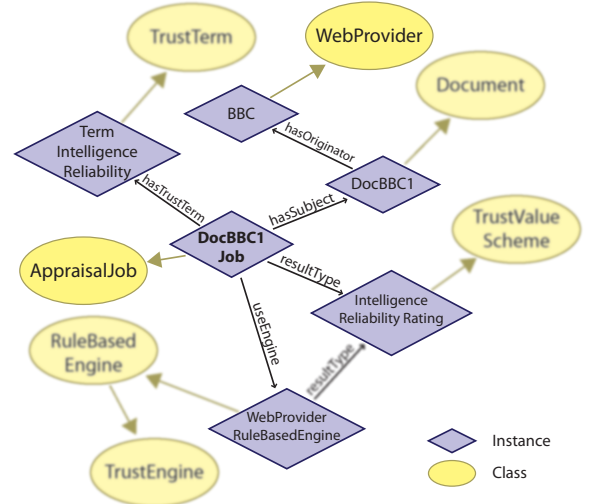 TrustTerm
WebProvider
Document
BBC
Term
Intelligence
Reliability
hasOriginator
DocBBC1
hasTrustTerm
hasSubject
TrustValue
Scheme
DocBBC1
Job
AppraisalJob
resultType
Intelligence
Reliability Rating
useEngine
RuleBased
Engine
resultType
WebProvider
RuleBasedEngine
Instance
TrustEngine
Class